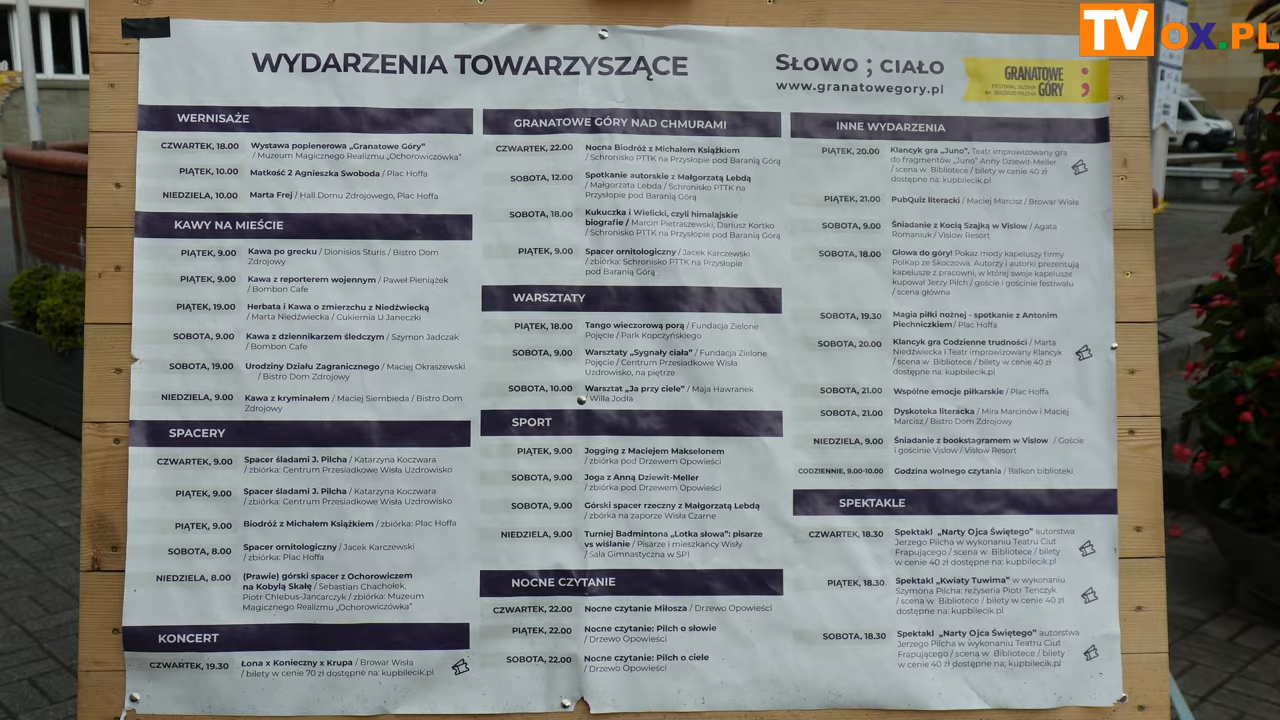 TVOX.PL
WYDARZENIA TOWARZYSZĄCE
SŁOWO ; CIAŁO
www.granatowegory.pl
GRANATOWE
GÓRY
FESTIWAL SŁOWA
IM. JERZEGO PILCHA
WERNISAŻE
CZWARTEK, 18.00 Wystawa poplenerowa „Granatowe Góry"
/ Muzeum Magicznego Realizmu „Ochorowiczówka"
PIĄTEK, 10.00 Matkość 2 Agnieszka Swoboda / Plac Hoffa
NIEDZIELA, 10.00 Marta Frej / Hall Domu Zdrojowego, Plac Hoffa
KAWY NA MIEŚCIE
PIĄTEK, 9.00 Kawa po grecku / Dionisios Sturis / Bistro Dom
Zdrojowy
PIĄTEK, 9.00 Kawa z reporterem wojennym / Paweł Pieniążek
/ Bombon Cafe
PIĄTEK, 19.00 Herbata i Kawa o zmierzchu z Niedźwiecką
/ Marta Niedźwiecka / Cukiernia U Janeczki
SOBOTA, 9.00 Kawa z dziennikarzem śledczym / Szymon Jadczak
/ Bombon Cafe
SOBOTA, 19.00 Urodziny Działu Zagranicznego / Maciej Okraszewski
/ Bistro Dom Zdrojowy
NIEDZIELA, 9.00 Kawa z kryminałem / Maciej Siembieda / Bistro Dom
Zdrojowy
SPACERY
CZWARTEK, 9.00 Spacer śladami J. Pilcha / Katarzyna Koczwara
/ zbiórka: Centrum Przesiadkowe Wisła Uzdrowisko
PIĄTEK, 9.00 Spacer śladami J. Pilcha / Katarzyna Koczwara
/ zbiórka: Centrum Przesiadkowe Wisła Uzdrowisko
PIĄTEK, 9.00 Biodróż z Michałem Książkiem / zbiórka: Plac Hoffa
SOBOTA, 8.00 Spacer ornitologiczny / Jacek Karczewski
/ zbiórka: Plac Hoffa
NIEDZIELA, 8.00 (Prawie) górski spacer z Ochorowiczem
na Kobylą Skałę / Sebastian Chachołek,
Piotr Chlebus-Jancarczyk / zbiórka: Muzeum
Magicznego Realizmu „Ochorowiczówka"
KONCERT
CZWARTEK, 19.30 Łona x Konieczny x Krupa / Browar Wisła
/ bilety w cenie 70 zł dostępne na: kupbilecik.pl
GRANATOWE GÓRY NAD CHMURAMI
CZWARTEK, 22.00 Nocna Biodróż z Michałem Książkiem
/ Schronisko PTTK na Przysłopie pod Baranią Górą
SOBOTA, 12.00 Spotkanie autorskie z Małgorzatą Lebdą
/ Małgorzata Lebda / Schronisko PTTK na
Przysłopie pod Baranią Górą
SOBOTA, 18.00 Kukuczka i Wielicki, czyli himalajskie
biografie / Marcin Pietraszewski, Dariusz Kortko
/ Schronisko PTTK na Przysłopie pod Baranią Górą
PIĄTEK, 9.00 Spacer ornitologiczny / Jacek Karczewski
/ zbiórka: Schronisko PTTK na Przysłopie
pod Baranią Górą
WARSZTATY
PIĄTEK, 18.00 Tango wieczorową porą / Fundacja Zielone
Pojęcie / Park Kopczyńskiego
SOBOTA, 9.00 Warsztaty „Sygnały ciała" / Fundacja Zielone
Pojęcie / Centrum Przesiadkowe Wisła
Uzdrowisko, na piętrze
SOBOTA, 10.00 Warsztat „Ja przy ciele" / Maja Hawranek
/ Willa Jodła
SPORT
PIĄTEK, 9.00 Jogging z Maciejem Makselonem
/ zbiórka pod Drzewem Opowieści
SOBOTA, 9.00 Joga z Anną Dziewit-Meller
/ zbiórka pod Drzewem Opowieści
SOBOTA, 9.00 Górski spacer rzeczny z Małgorzatą Lebdą
/ zbórka na zaporze Wisła Czarne
NIEDZIELA, 9.00 Turniej Badmintona „Lotka słowa": pisarze
vs wiślanie / Pisarze i mieszkańcy Wisły
/ Sala Gimnastyczna w SP1
NOCNE CZYTANIE
CZWARTEK, 22.00 Nocne czytanie Miłosza / Drzewo Opowieści
PIĄTEK, 22.00 Nocne czytanie: Pilch o słowie
/ Drzewo Opowieści
SOBOTA, 22.00 Nocne czytanie: Pilch o ciele
/ Drzewo Opowieści
INNE WYDARZENIA
PIĄTEK, 20.00 Klancyk gra „Juno". Teatr improwizowany gra
do fragmentów „Juno" Anny Dziewit-Meller
/ scena w Bibliotece / bilety w cenie 40 zł
dostępne na: kupbilecik.pl
PIĄTEK, 21.00 PubQuiz literacki / Maciej Marcisz / Browar Wisła
SOBOTA, 9.00 Śniadanie z Kocią Szajką w Vislow / Agata
Romaniuk / Vislow Resort
SOBOTA, 18.00 Głowa do góry! Pokaz mody kapeluszy firmy
PolKap ze Skoczowa. Autorzy i autorki prezentują
kapelusze z pracowni, w której swoje kapelusze
kupował Jerzy Pilch / goście i gościnie festiwalu
/ scena główna
SOBOTA, 19.30 Magia piłki nożnej - spotkanie z Antonim
Piechniczkiem / Plac Hoffa
SOBOTA, 20.00 Klancyk gra Codzienne trudności / Marta
Niedźwiecka i Teatr improwizowany Klancyk
/ scena w Bibliotece / bilety w cenie 40 zł
dostępne na: kupbilecik.pl
SOBOTA, 21.00 Wspólne emocje piłkarskie / Plac Hoffa
SOBOTA, 21.00 Dyskoteka literacka / Mira Marcinów i Maciej
Marcisz / Bistro Dom Zdrojowy
NIEDZIELA, 9.00 Śniadanie z bookstagramem w Vislow / Goście
i gościnie Vislow / Vislow Resort
CODZIENNIE, 9.00-10.00 Godzina wolnego czytania / Balkon biblioteki
SPEKTAKLE
CZWARTEK, 18.30 Spektakl „Narty Ojca Świętego" autorstwa
Jerzego Pilcha w wykonaniu Teatru Ciut
Frapującego / scena w Bibliotece / bilety
w cenie 40 zł dostępne na: kupbilecik.pl
PIĄTEK, 18.30 Spektakl „Kwiaty Tuwima" w wykonaniu
Szymona Pilcha: reżyseria Piotr Tenczyk
/ scena w Bibliotece / bilety w cenie 40 zł
dostępne na: kupbilecik.pl
SOBOTA, 18.30 Spektakl „Narty Ojca Świętego" autorstwa
Jerzego Pilcha w wykonaniu Teatru Ciut
Frapującego / scena w Bibliotece / bilety
w cenie 40 zł dostępne na: kupbilecik.pl